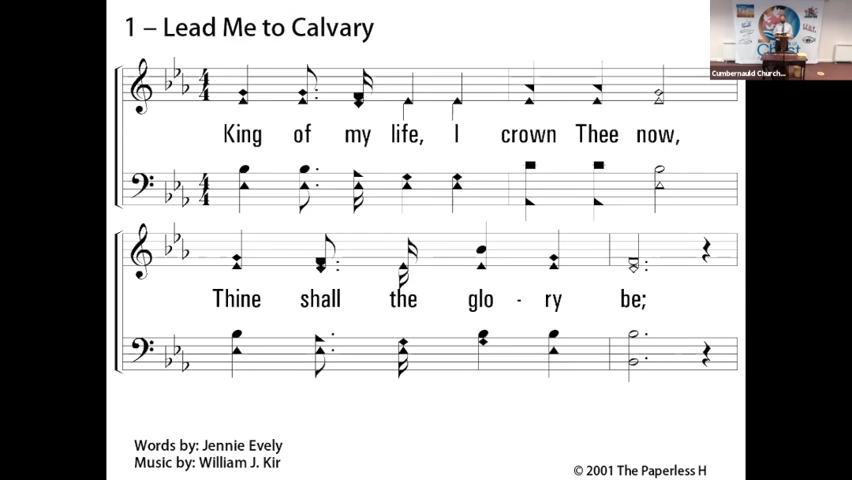 1 – Lead Me to Calvary
Cumbernauld Church...
King of my life, I crown Thee now,
Thine shall the glo - ry be;
Words by: Jennie Evely
Music by: William J. Kir
© 2001 The Paperless H